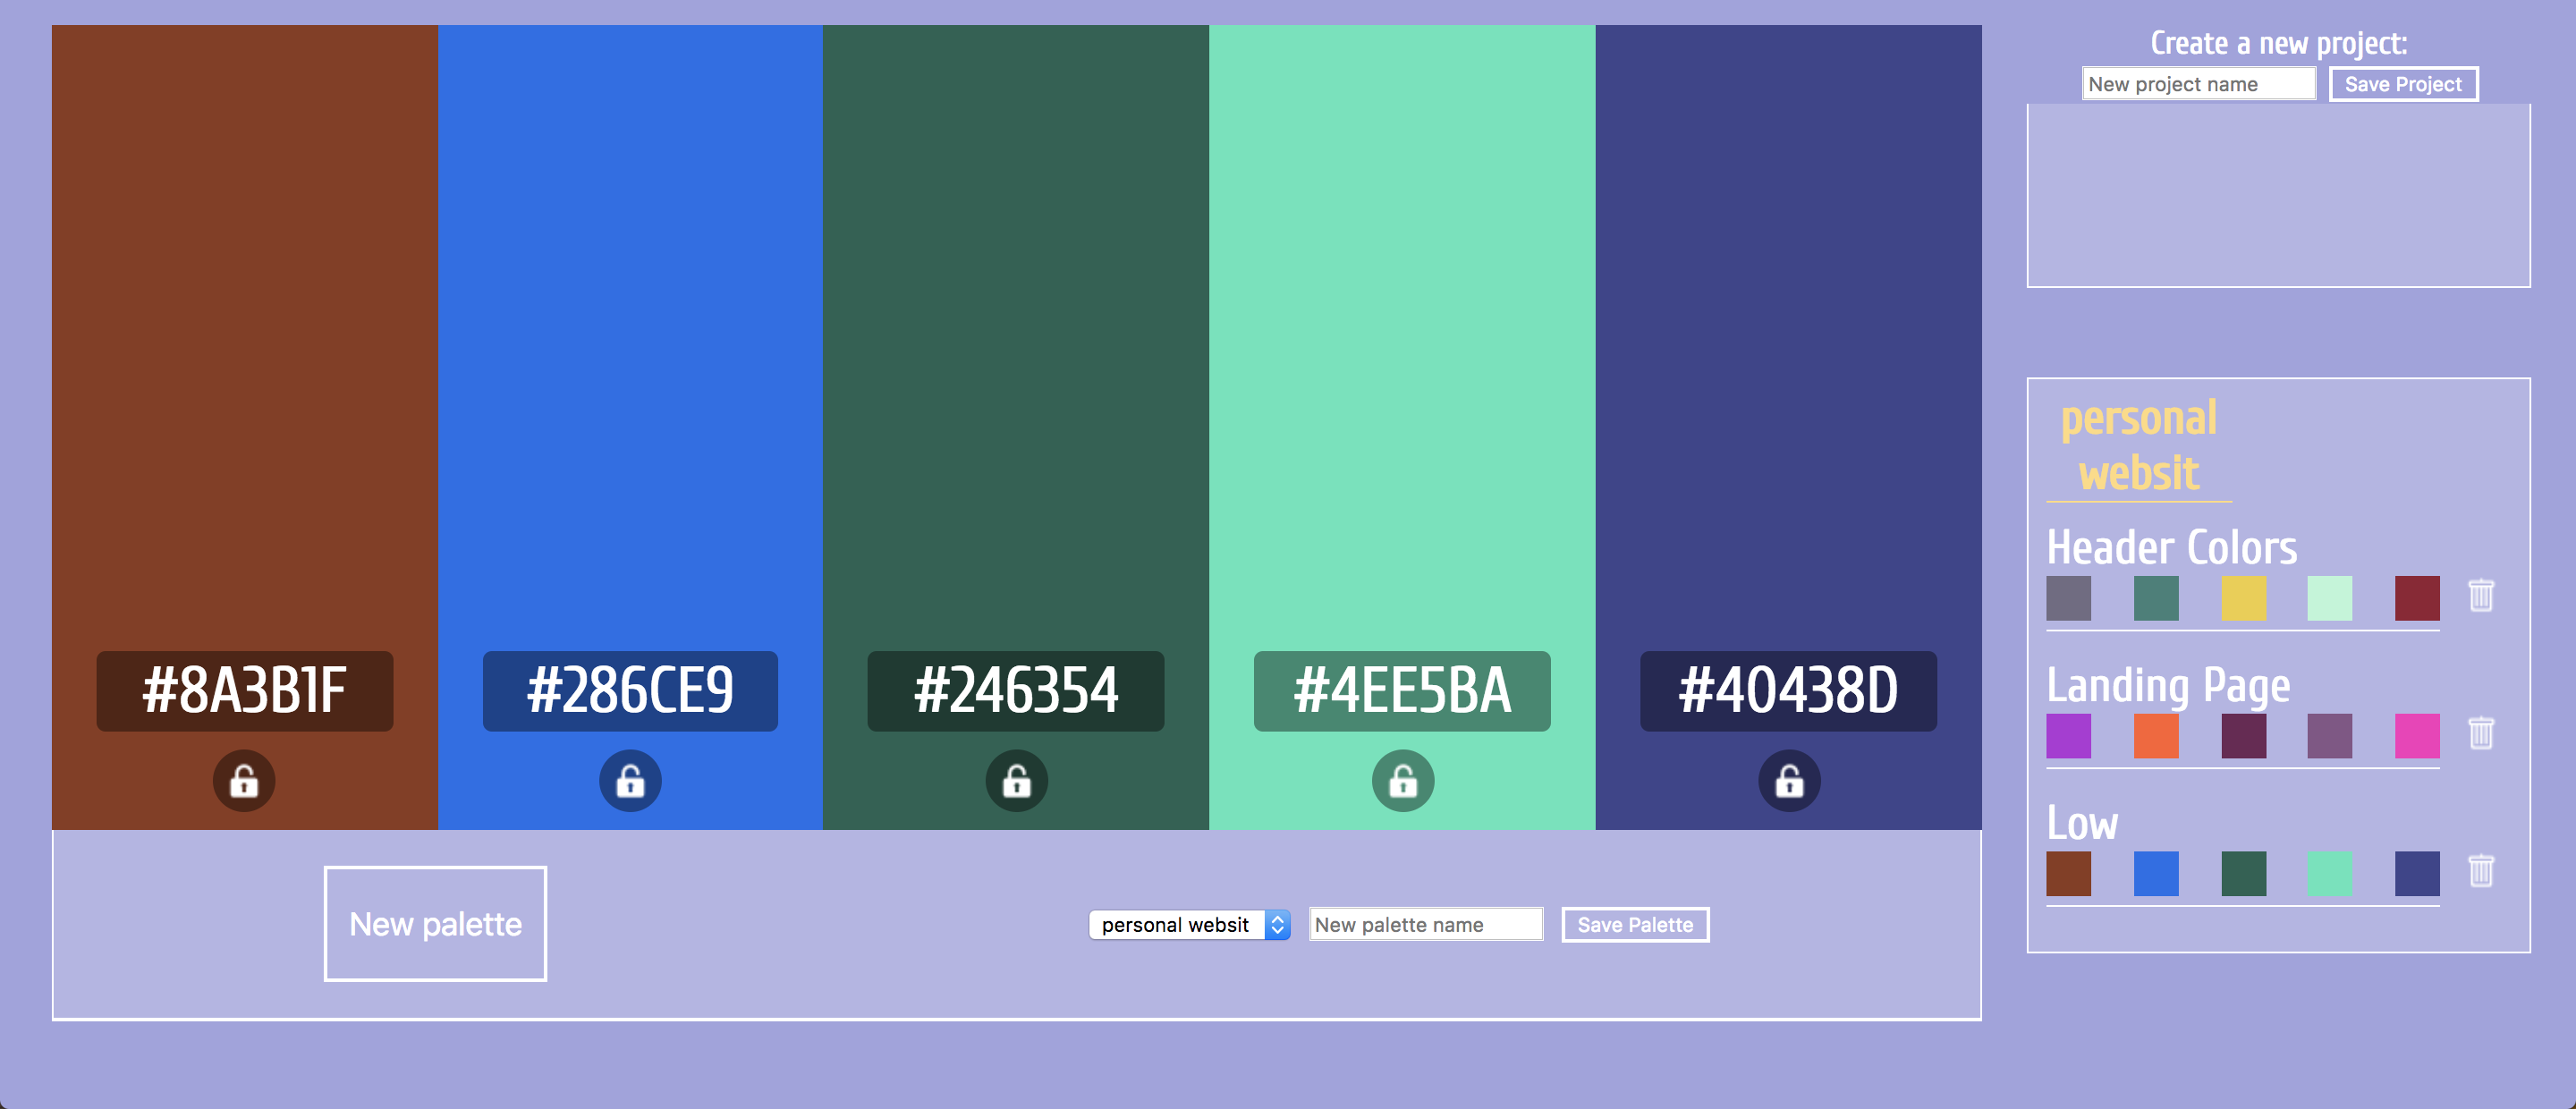 #8A3B1F
#286CE9
#246354
#4EE5BA
#40438D
New palette
personal websit
New palette name
Save Palette
Create a new project:
New project name
Save Project
personal
websit
Header Colors
Landing Page
Low